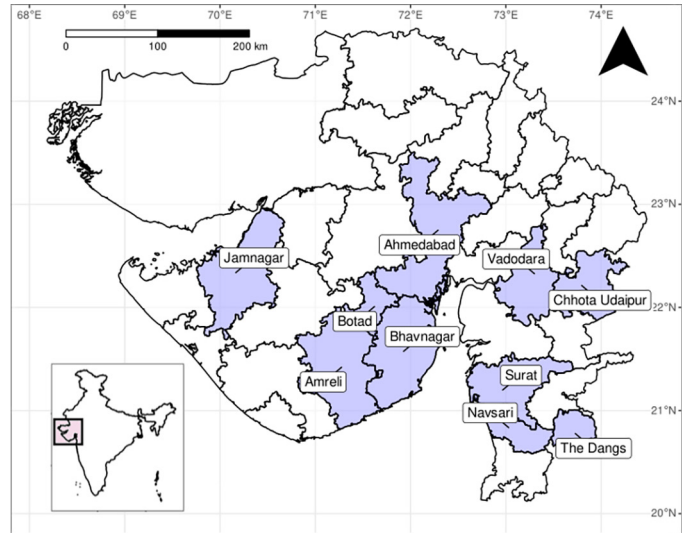 68°E 69°E 70°E 71°E 72°E 73°E 74°E
0 100 200 km
24°N
23°N
Ahmedabad
Jamnagar
Vadodara
Chhota Udaipur
22°N
Botad
Bhavnagar
Surat
Amreli
21°N
Navsari
The Dangs
20°N